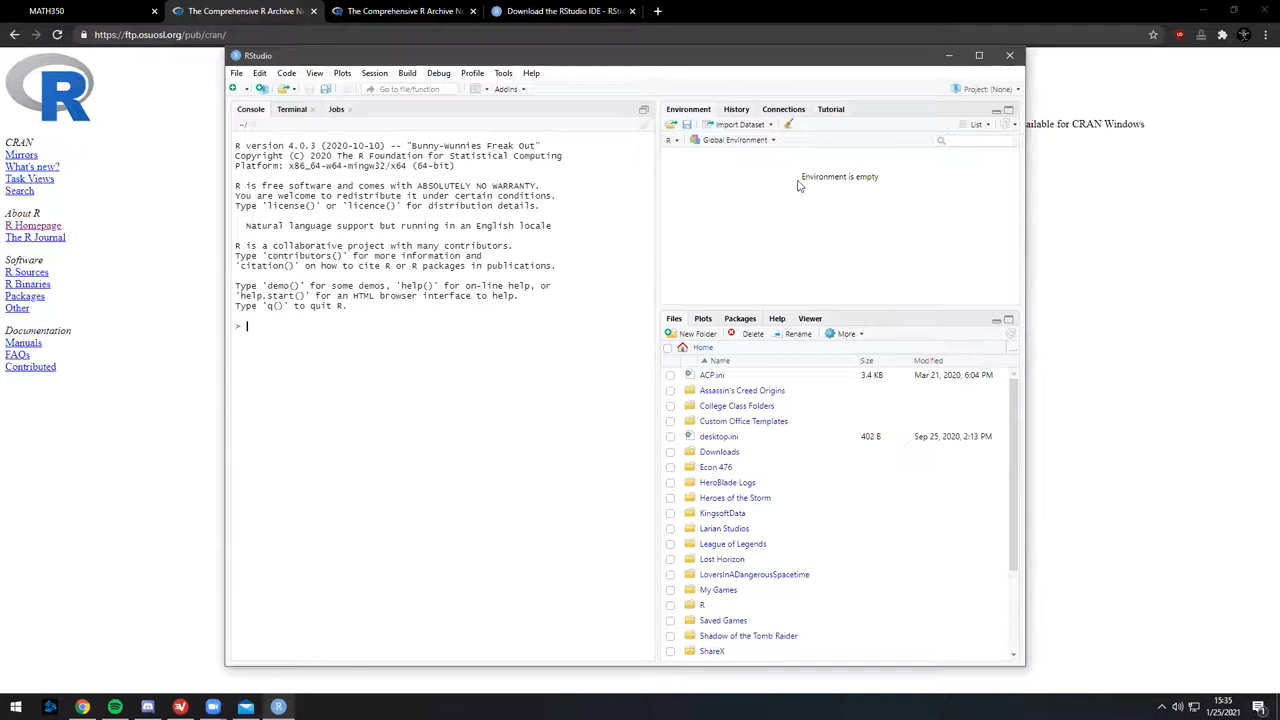 MATH350
The Comprehensive R Archive Ne
The Comprehensive R Archive Ne
Download the RStudio IDE - RStu
https://ftp.osuosl.org/pub/cran/
R
CRAN
Mirrors
What's new?
Task Views
Search
About R
R Homepage
The R Journal
Software
R Sources
R Binaries
Packages
Other
Documentation
Manuals
FAQs
Contributed
ailable for CRAN Windows
RStudio
File Edit Code View Plots Session Build Debug Profile Tools Help
Go to file/function Addins Project: (None)
Console Terminal Jobs
~/
R version 4.0.3 (2020-10-10) -- "Bunny-Wunnies Freak Out"
Copyright (C) 2020 The R Foundation for Statistical Computing
Platform: x86_64-w64-mingw32/x64 (64-bit)
R is free software and comes with ABSOLUTELY NO WARRANTY.
You are welcome to redistribute it under certain conditions.
Type 'license()' or 'licence()' for distribution details.
Natural language support but running in an English locale
R is a collaborative project with many contributors.
Type 'contributors()' for more information and
'citation()' on how to cite R or R packages in publications.
Type 'demo()' for some demos, 'help()' for on-line help, or
'help.start()' for an HTML browser interface to help.
Type 'q()' to quit R.
>
Environment History Connections Tutorial
Import Dataset List
R Global Environment
Environment is empty
Files Plots Packages Help Viewer
New Folder Delete Rename More
Home
Name Size Modified
ACP.ini 3.4 KB Mar 21, 2020, 6:04 PM
Assassin's Creed Origins
College Class Folders
Custom Office Templates
desktop.ini 402 B Sep 25, 2020, 2:13 PM
Downloads
Econ 476
HeroBlade Logs
Heroes of the Storm
KingsoftData
Larian Studios
League of Legends
Lost Horizon
LoversInADangerousSpacetime
My Games
R
Saved Games
Shadow of the Tomb Raider
ShareX
15:35
1/25/2021